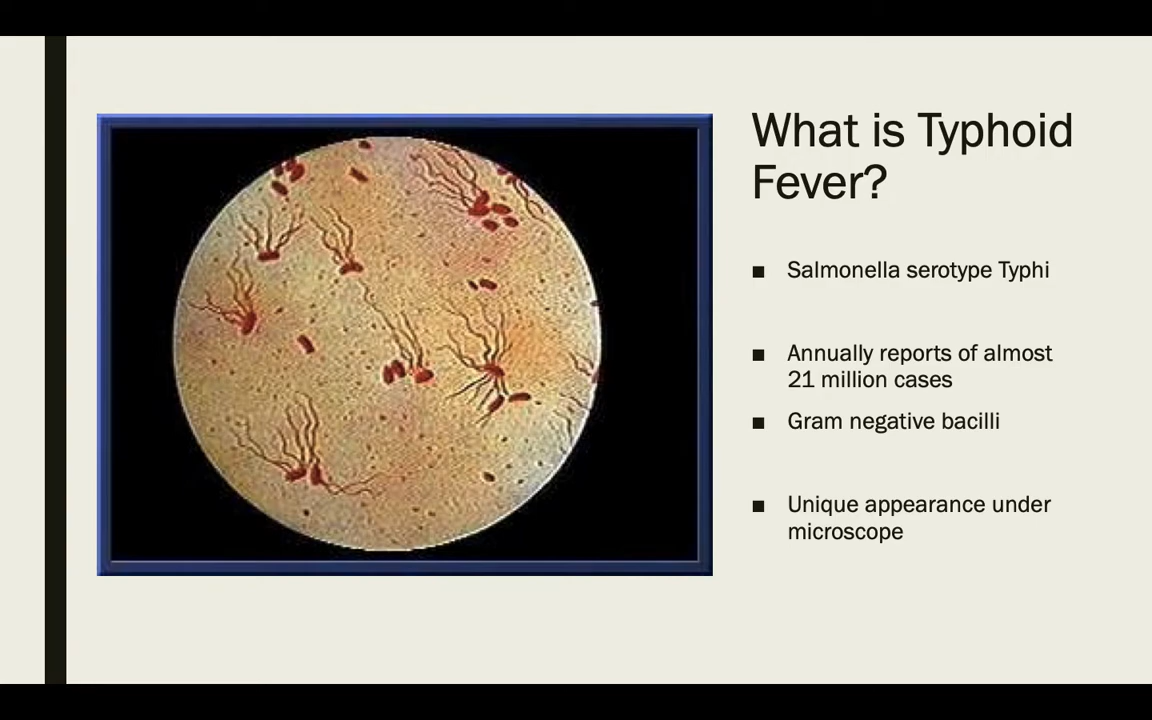 What is Typhoid
Fever?
■ Salmonella serotype Typhi
■ Annually reports of almost
21 million cases
■ Gram negative bacilli
■ Unique appearance under
microscope